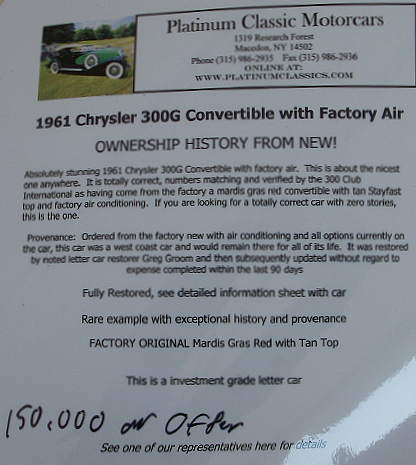 Platinum Classic Motorcars
1319 Research Forest
Macedon, NY 14502
Phone (315) 986-2935 Fax (315) 986-2936
ONLINE AT:
WWW.PLATINUMCLASSICS.COM
1961 Chrysler 300G Convertible with Factory Air
OWNERSHIP HISTORY FROM NEW!
Absolutely stunning 1961 Chrysler 300G Convertible with factory air. This is about the nicest
one anywhere. It is totally correct, numbers matching and verified by the 300 Club
International as having come from the factory a mardis gras red convertible with tan Stayfast
top and factory air conditioning. If you are looking for a totally correct car with zero stories,
this is the one.
Provenance: Ordered from the factory new with air conditioning and all options currently on
the car, this car was a west coast car and would remain there for all of its life. It was restored
by noted letter car restorer Greg Groom and then subsequently updated without regard to
expense completed within the last 90 days
Fully Restored, see detailed information sheet with car
Rare example with exceptional history and provenance
FACTORY ORIGINAL Mardis Gras Red with Tan Top
This is a investment grade letter car
150,000 or Offer
See one of our representatives here for details